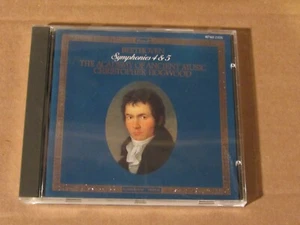 BEETHOVEN
Symphonies 4 & 5
THE ACADEMY OF ANCIENT MUSIC
CHRISTOPHER HOGWOOD